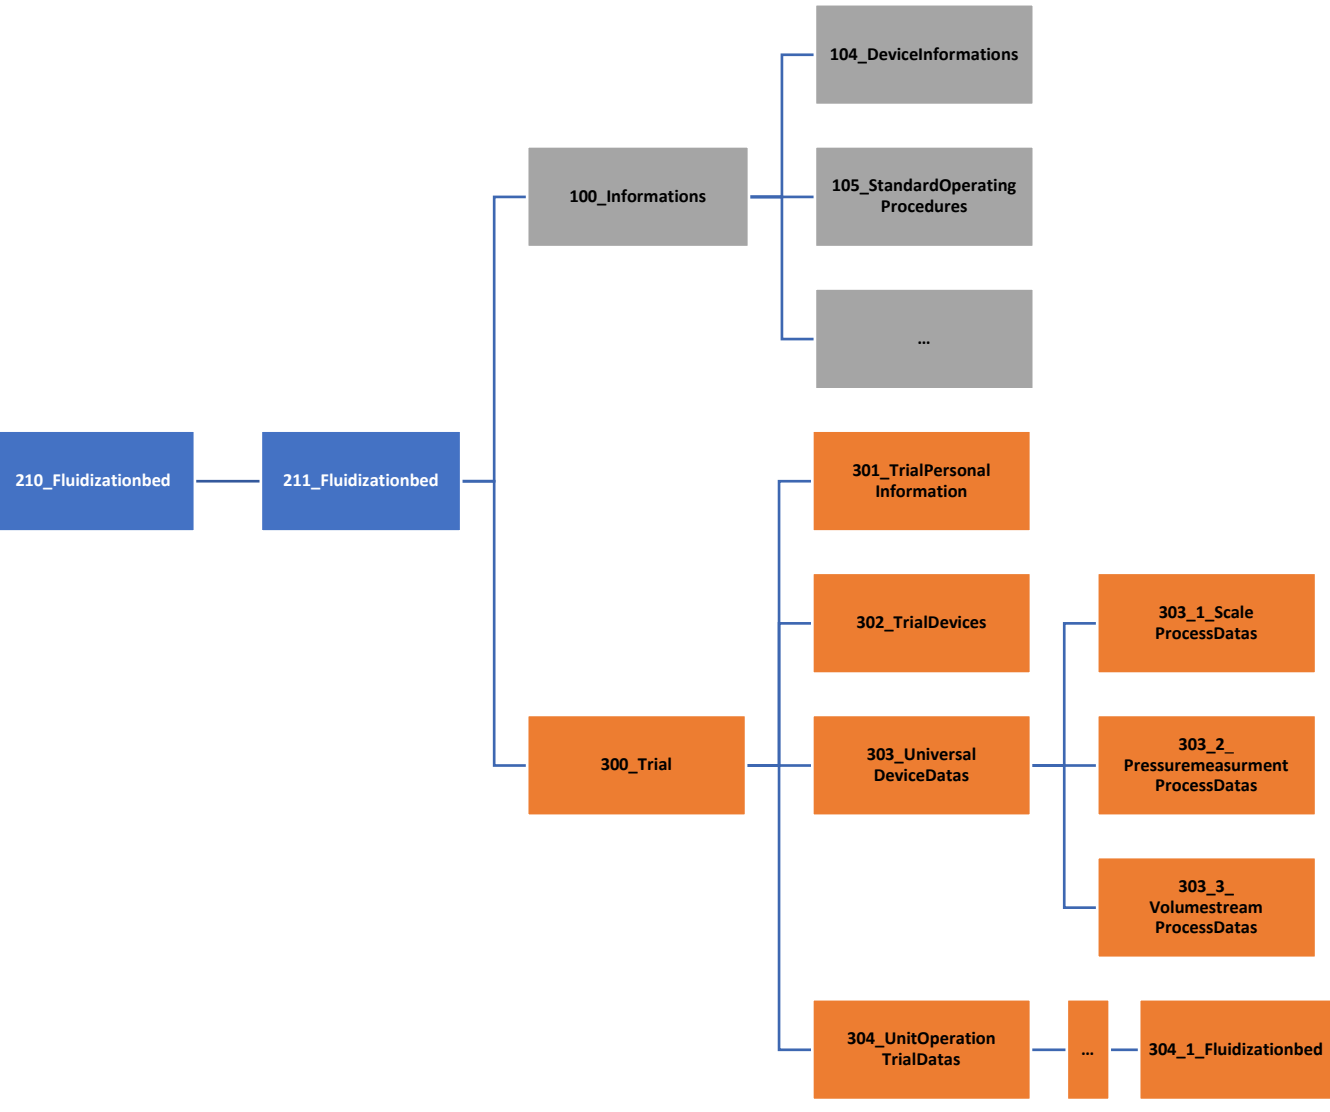 104_DeviceInformations
100_Informations
105_StandardOperating
Procedures
...
210_Fluidizationbed
211_Fluidizationbed
301_TrialPersonal
Information
302_TrialDevices
303_1_Scale
ProcessDatas
300_Trial
303_Universal
DeviceDatas
303_2_
Pressuremeasurment
ProcessDatas
303_3_
Volumestream
ProcessDatas
304_UnitOperation
TrialDatas
...
304_1_Fluidizationbed